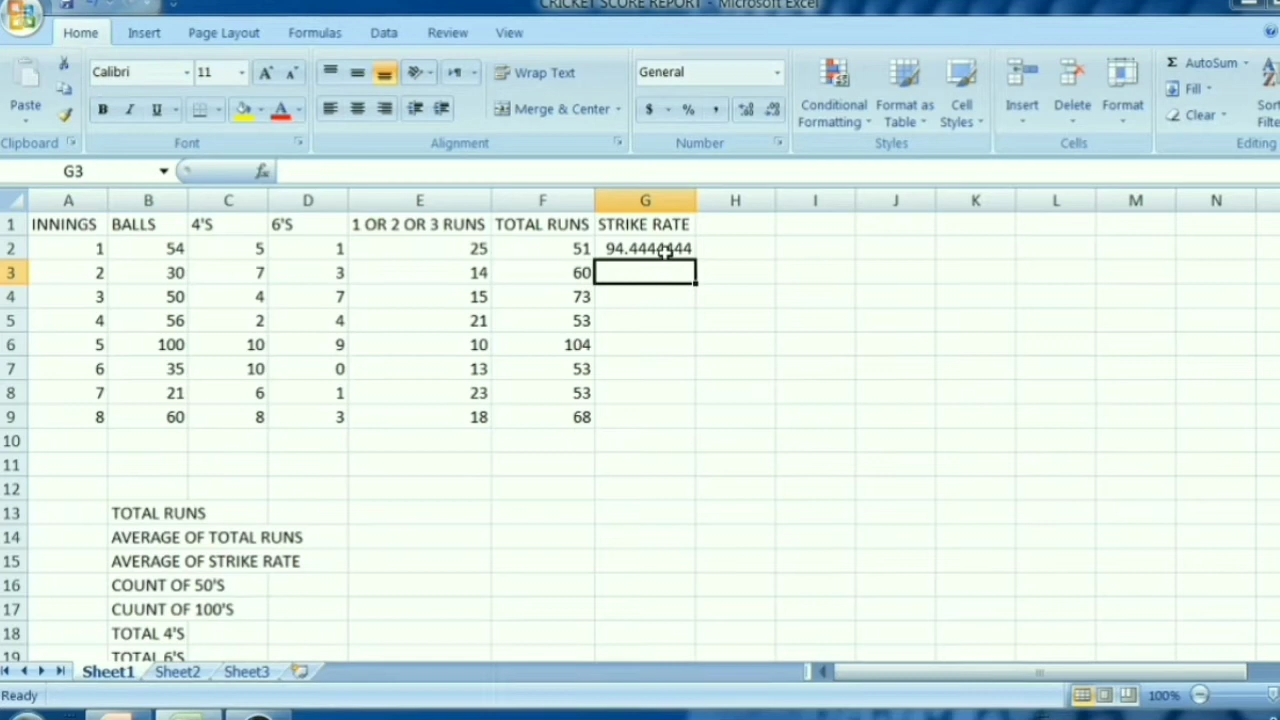 CRICKET SCORE REPORT - Microsoft Excel
Home Insert Page Layout Formulas Data Review View
Calibri 11 Wrap Text General AutoSum
Paste B I U Merge & Center $ % , Conditional Formatting Format as Table Cell Styles Insert Delete Format Fill Clear
Clipboard Font Alignment Number Styles Cells Editing
G3 fx
A B C D E F G H I J K L M N
1 INNINGS BALLS 4'S 6'S 1 OR 2 OR 3 RUNS TOTAL RUNS STRIKE RATE
2 1 54 5 1 25 51 94.4444444
3 2 30 7 3 14 60
4 3 50 4 7 15 73
5 4 56 2 4 21 53
6 5 100 10 9 10 104
7 6 35 10 0 13 53
8 7 21 6 1 23 53
9 8 60 8 3 18 68
10
11
12
13 TOTAL RUNS
14 AVERAGE OF TOTAL RUNS
15 AVERAGE OF STRIKE RATE
16 COUNT OF 50'S
17 CUUNT OF 100'S
18 TOTAL 4'S
19 TOTAL 6'S
Sheet1 Sheet2 Sheet3
Ready 100%